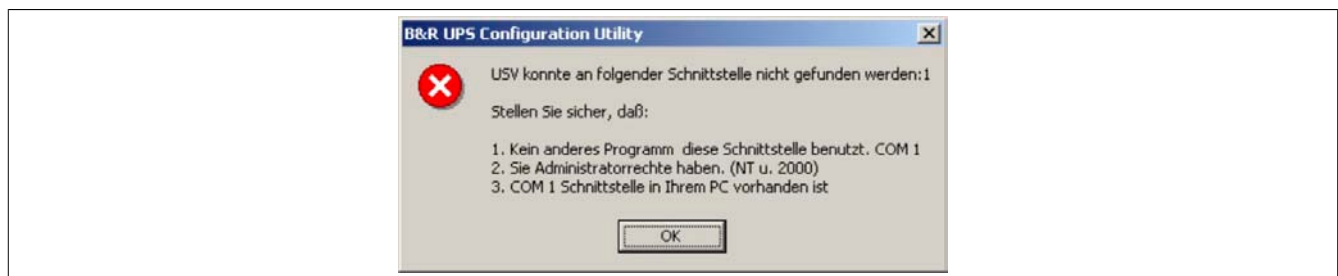 B&R UPS Configuration Utility
USV konnte an folgender Schnittstelle nicht gefunden werden:1
Stellen Sie sicher, daß:
1. Kein anderes Programm  diese Schnittstelle benutzt. COM 1
2. Sie Administratorrechte haben. (NT u. 2000)
3. COM 1 Schnittstelle in Ihrem PC vorhanden ist
OK